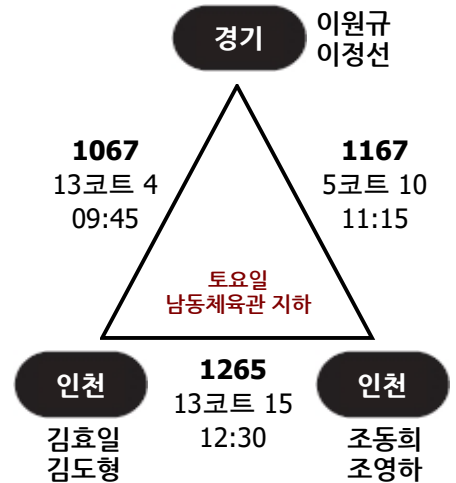 경기
이원규
이정선
1067
13코트 4
09:45
1167
5코트 10
11:15
토요일
남동체육관 지하
인천
김효일
김도형
1265
13코트 15
12:30
인천
조동희
조영하